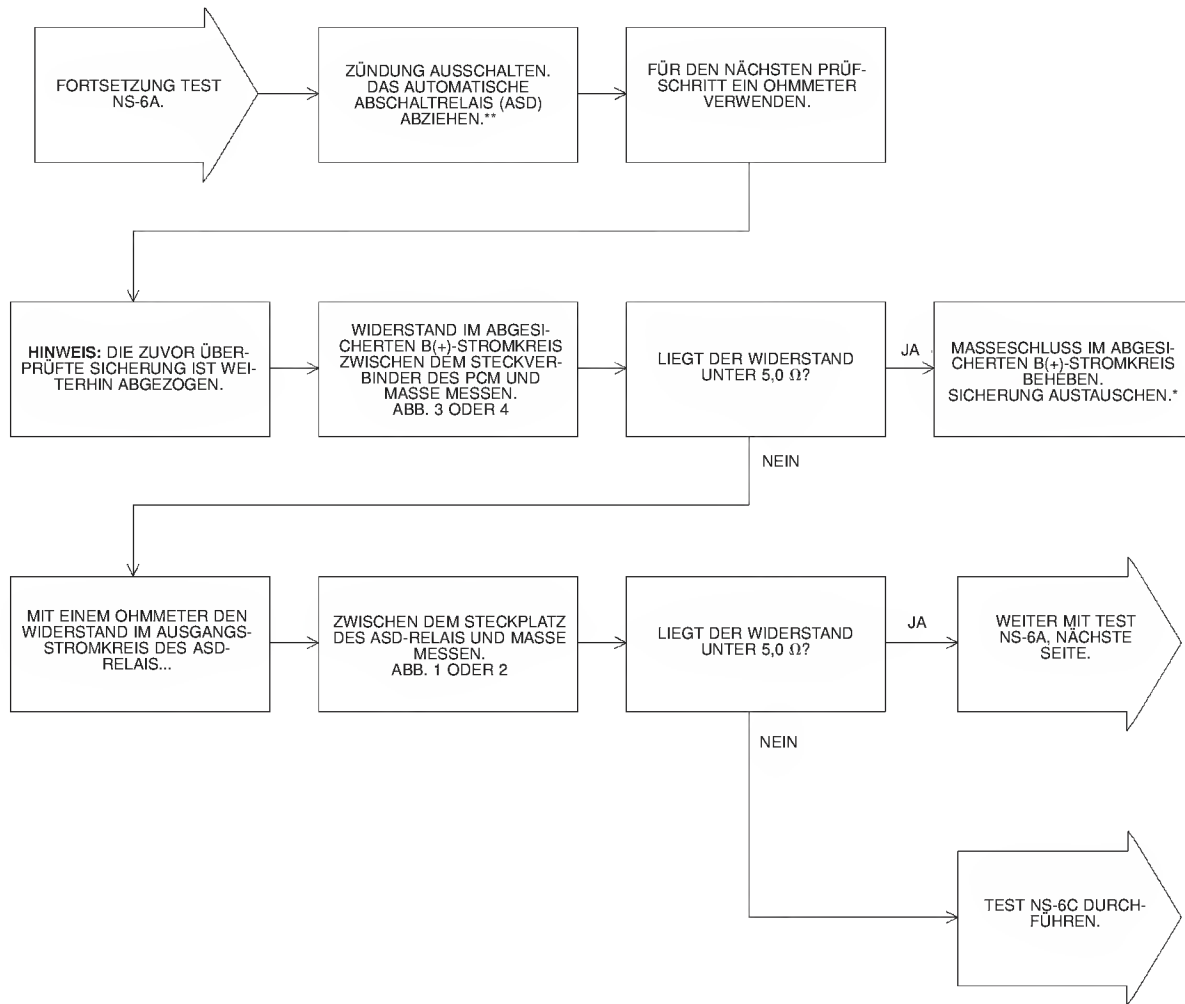 FORTSETZUNG TEST
NS-6A.
ZÜNDUNG AUSSCHALTEN.
DAS AUTOMATISCHE
ABSCHALTRELAIS (ASD)
ABZIEHEN.**
FÜR DEN NÄCHSTEN PRÜF-
SCHRITT EIN OHMMETER
VERWENDEN.
HINWEIS: DIE ZUVOR ÜBER-
PRÜFTE SICHERUNG IST WEI-
TERHIN ABGEZOGEN.
WIDERSTAND IM ABGESI-
CHERTEN B(+)-STROMKREIS
ZWISCHEN DEM STECKVER-
BINDER DES PCM UND
MASSE MESSEN.
ABB. 3 ODER 4
LIEGT DER WIDERSTAND
UNTER 5,0 Ω?
JA
MASSESCHLUSS IM ABGESI-
CHERTEN B(+)-STROMKREIS
BEHEBEN.
SICHERUNG AUSTAUSCHEN.*
NEIN
MIT EINEM OHMMETER DEN
WIDERSTAND IM AUSGANGS-
STROMKREIS DES ASD-
RELAIS...
ZWISCHEN DEM STECKPLATZ
DES ASD-RELAIS UND MASSE
MESSEN.
ABB. 1 ODER 2
LIEGT DER WIDERSTAND
UNTER 5,0 Ω?
JA
WEITER MIT TEST
NS-6A, NÄCHSTE
SEITE.
NEIN
TEST NS-6C DURCH-
FÜHREN.